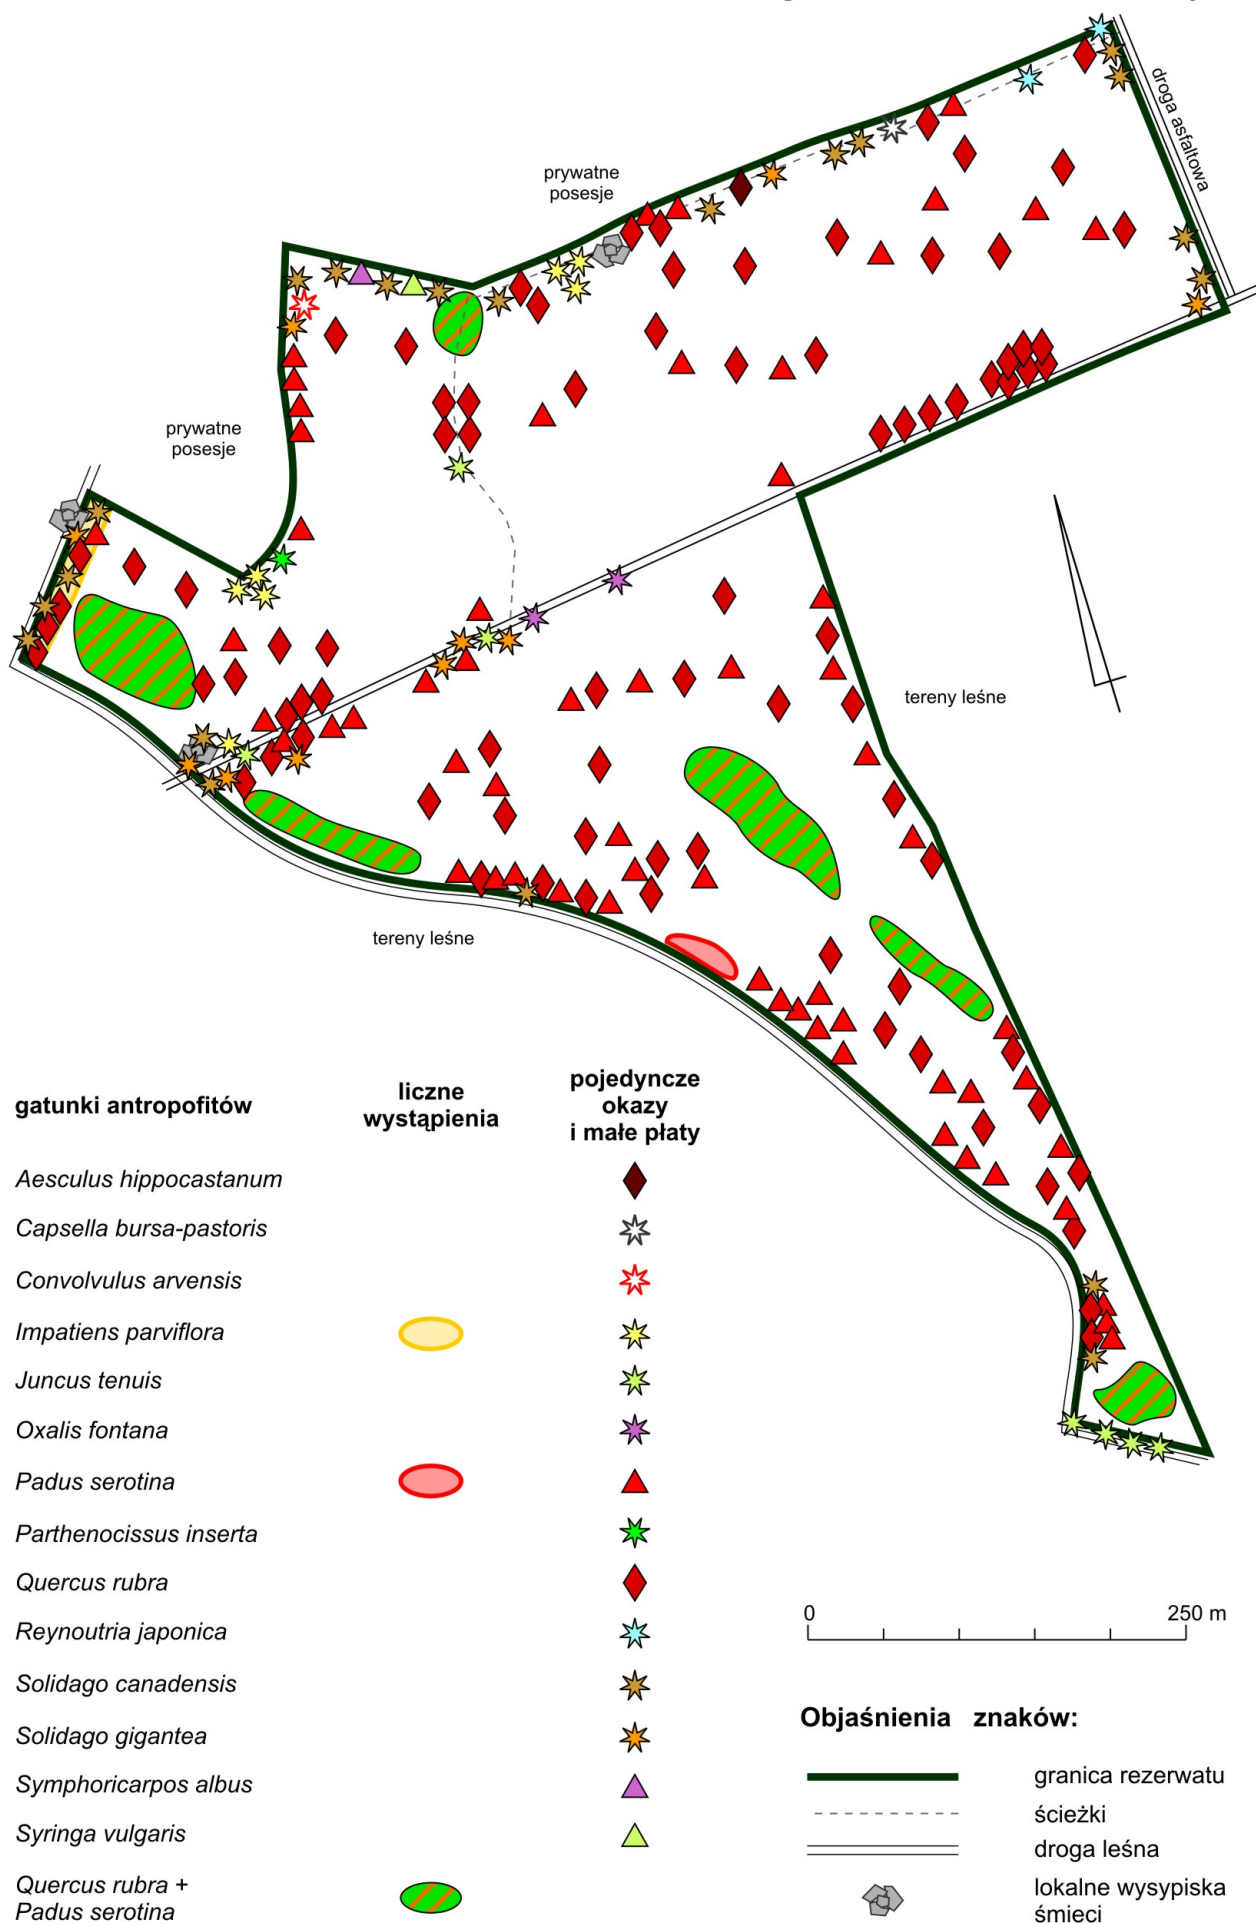 droga asfaltowa
prywatne
posesje
prywatne
posesje
tereny leśne
tereny leśne
gatunki antropofitów
liczne
wystąpienia
pojedyncze
okazy
i małe płaty
Aesculus hippocastanum
Capsella bursa-pastoris
Convolvulus arvensis
Impatiens parviflora
Juncus tenuis
Oxalis fontana
Padus serotina
Parthenocissus inserta
Quercus rubra
Reynoutria japonica
Solidago canadensis
Solidago gigantea
Symphoricarpos albus
Syringa vulgaris
Quercus rubra +
Padus serotina
0 250 m
Objaśnienia znaków:
granica rezerwatu
ścieżki
droga leśna
lokalne wysypiska
śmieci